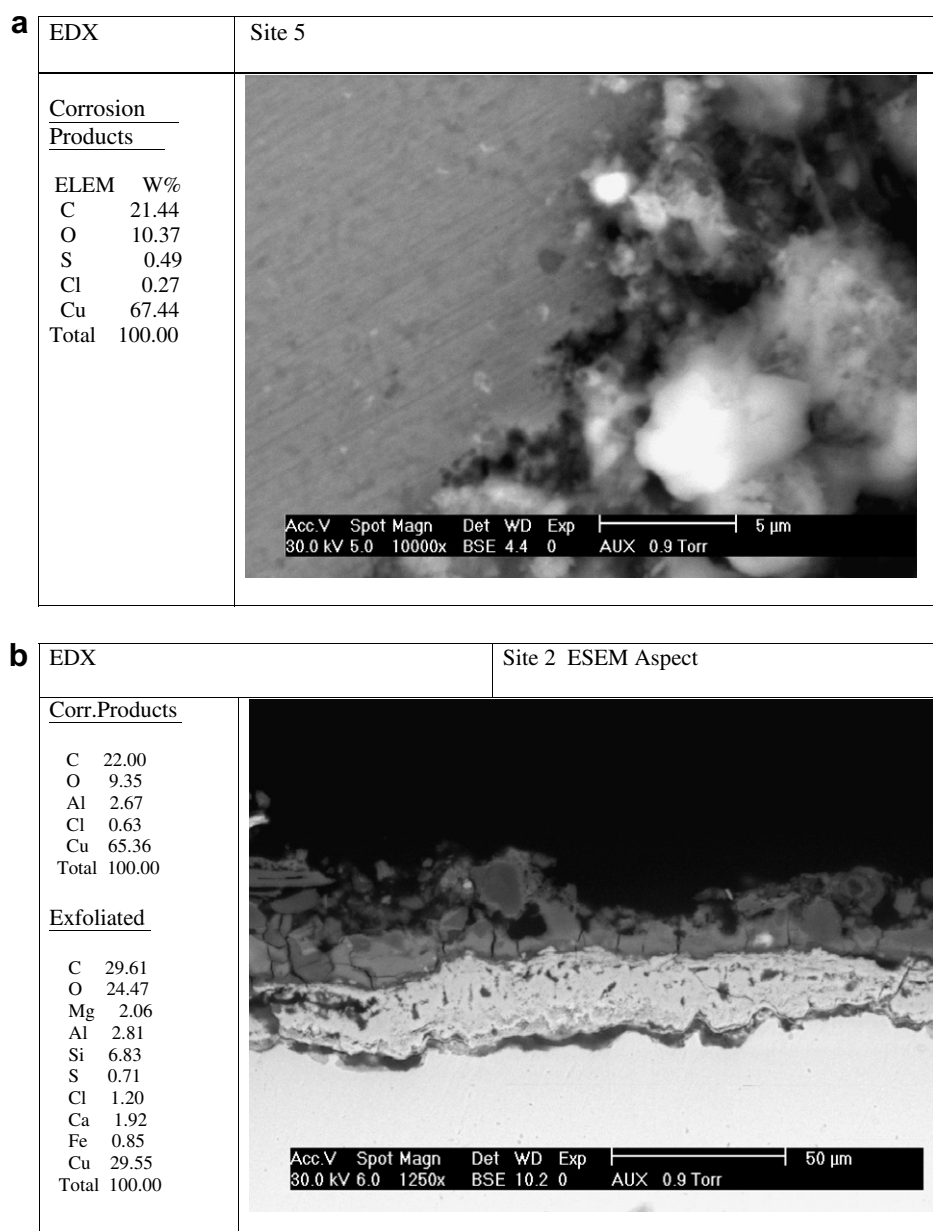 a
EDX Site 5
Corrosion
Products
ELEM W%
C 21.44
O 10.37
S 0.49
Cl 0.27
Cu 67.44
Total 100.00
Acc.V Spot Magn Det WD Exp 5 µm
30.0 kV 5.0 10000x BSE 4.4 0 AUX 0.9 Torr
b
EDX Site 2 ESEM Aspect
Corr.Products
C 22.00
O 9.35
Al 2.67
Cl 0.63
Cu 65.36
Total 100.00
Exfoliated
C 29.61
O 24.47
Mg 2.06
Al 2.81
Si 6.83
S 0.71
Cl 1.20
Ca 1.92
Fe 0.85
Cu 29.55
Total 100.00
Acc.V Spot Magn Det WD Exp 50 µm
30.0 kV 6.0 1250x BSE 10.2 0 AUX 0.9 Torr